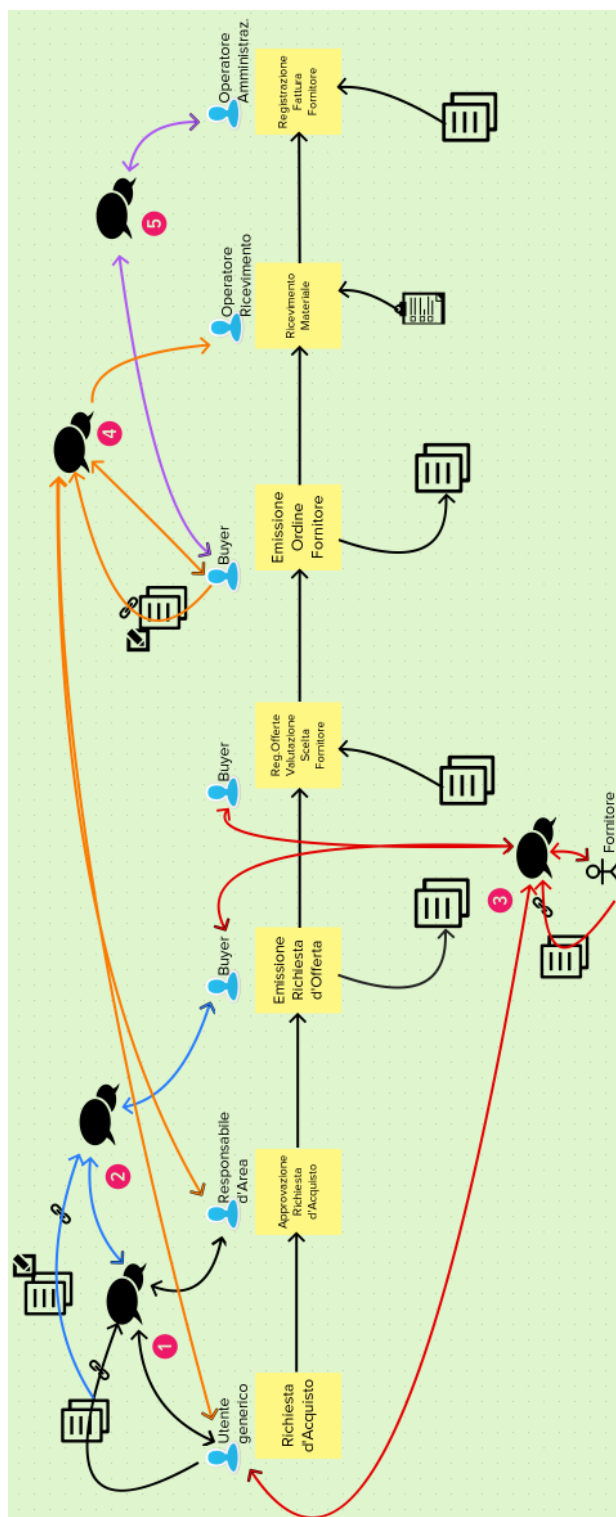 1
2
3
4
5
Utente
generico
Responsabile
d'Area
Buyer
Buyer
Buyer
Operatore
Ricevimento
Operatore
Amministraz.
Richiesta
d'Acquisto
Approvazione
Richiesta
d'Acquisto
Emissione
Richiesta
d'Offerta
Reg.Offerte
Valutazione
Scelta
Fornitore
Emissione
Ordine
Fornitore
Ricevimento
Materiale
Registrazione
Fattura
Fornitore
Fornitore